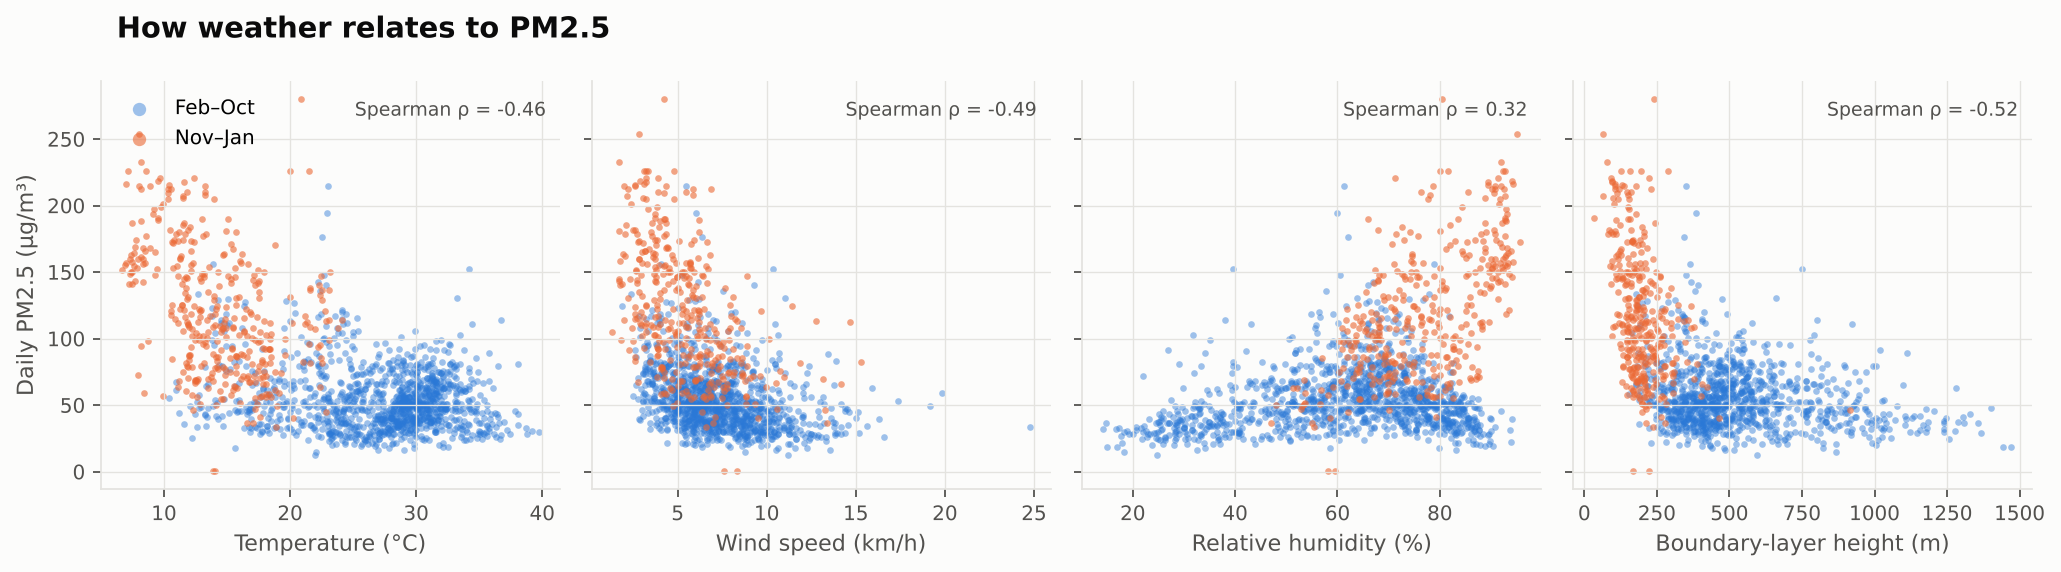 How weather relates to PM2.5
Feb–Oct
Nov–Jan
Spearman ρ = -0.46
Spearman ρ = -0.49
Spearman ρ = 0.32
Spearman ρ = -0.52
Daily PM2.5 (µg/m³)
250
200
150
100
50
0
10 20 30 40
5 10 15 20 25
20 40 60 80
0 250 500 750 1000 1250 1500
Temperature (°C)
Wind speed (km/h)
Relative humidity (%)
Boundary-layer height (m)